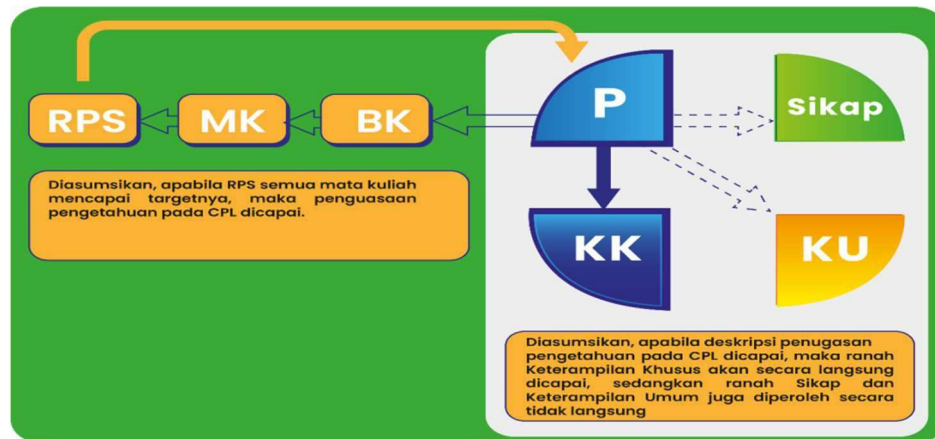 P
Sikap
RPS
MK
BK
Diasumsikan, apabila RPS semua mata kuliah
mencapai targetnya, maka penguasaan
pengetahuan pada CPL dicapai.
KK
KU
Diasumsikan, apabila deskripsi penugasan
pengetahuan pada CPL dicapai, maka ranah
Keterampilan Khusus akan secara langsung
dicapai, sedangkan ranah Sikap dan
Keterampilan Umum juga diperoleh secara
tidak langsung